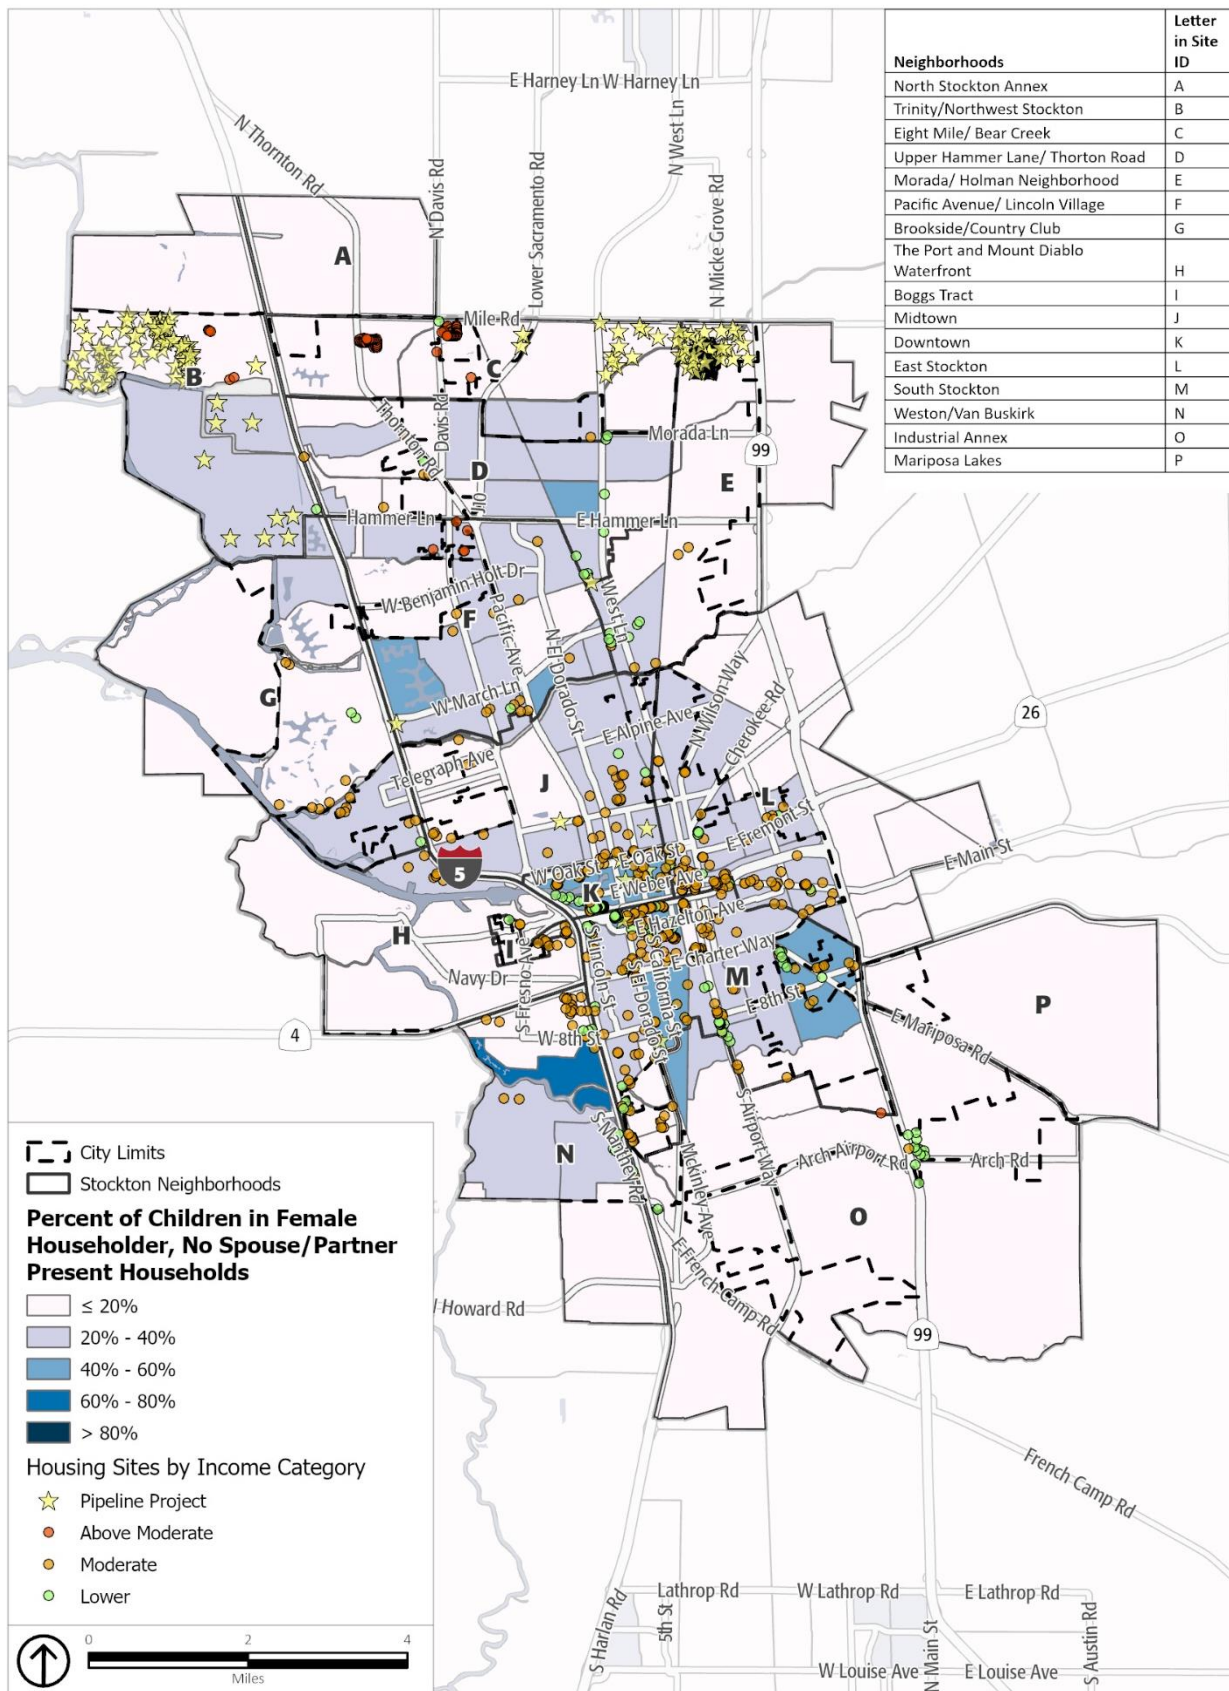 Neighborhoods
Letter
in Site
ID
North Stockton Annex A
Trinity/Northwest Stockton B
Eight Mile/ Bear Creek C
Upper Hammer Lane/ Thorton Road D
Morada/ Holman Neighborhood E
Pacific Avenue/ Lincoln Village F
Brookside/Country Club G
The Port and Mount Diablo
Waterfront H
Boggs Tract I
Midtown J
Downtown K
East Stockton L
South Stockton M
Weston/Van Buskirk N
Industrial Annex O
Mariposa Lakes P
E Harney Ln W Harney Ln
N Thornton Rd
N Davis Rd
Lower Sacramento Rd
N West Ln
N Micke Grove Rd
A
Mile Rd
B
C
Thornton Rd
Davis Rd
Morada Ln
99
D
E
Hammer Ln
E Hammer Ln
W Benjamin Holt Dr
F
Pacific Ave
N El Dorado St
West Ln
G
W March Ln
N Wilson Way
Cherokee Rd
26
E Alpine Ave
Telegraph Ave
J
L
E Fremont St
E Main St
5
W Oak St
E Oak St
K
E Weber Ave
E Hazelton Ave
H
I
Navy Dr
S Fresno Ave
S Lincoln St
S El Dorado St
S California St
E Charter Way
M
E 8th St
P
E Mariposa Rd
4
W 8th St
N
S Manthey Rd
Mckinley Ave
S Airport Way
Arch Airport Rd
Arch Rd
O
E French Camp Rd
Howard Rd
99
French Camp Rd
Lathrop Rd
W Lathrop Rd
E Lathrop Rd
S Harlan Rd
5th St
N Main St
S Austin Rd
W Louise Ave
E Louise Ave
City Limits
Stockton Neighborhoods
Percent of Children in Female
Householder, No Spouse/Partner
Present Households
≤ 20%
20% - 40%
40% - 60%
60% - 80%
> 80%
Housing Sites by Income Category
Pipeline Project
Above Moderate
Moderate
Lower
0 2 4
Miles